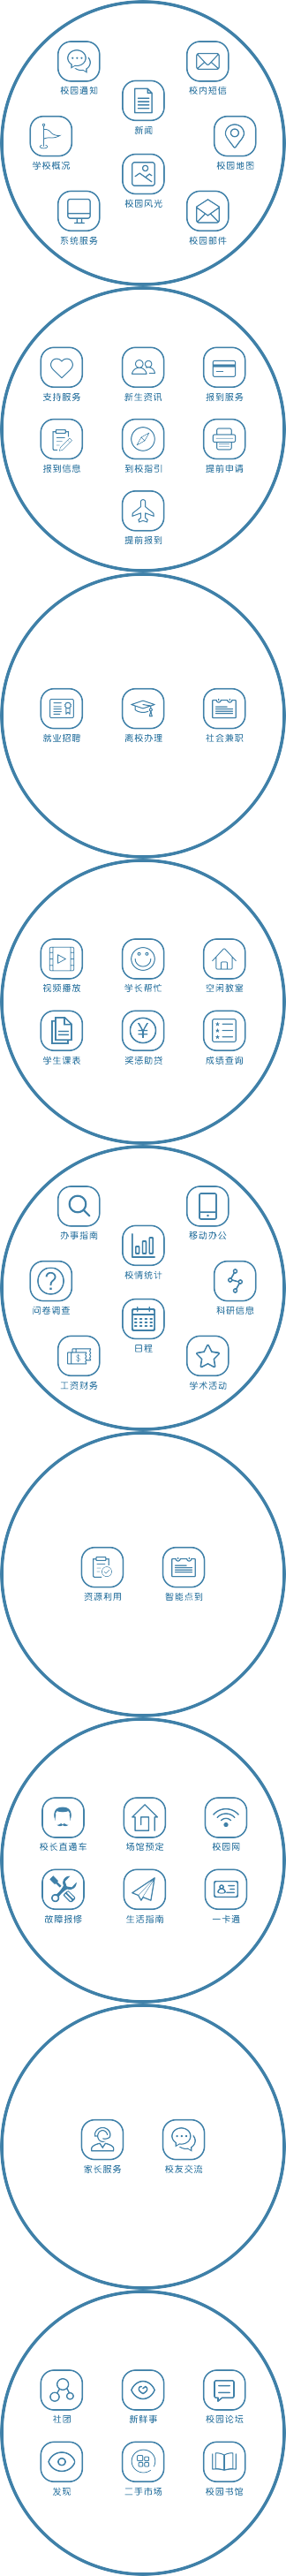 校园通知
校内短信
新闻
学校概况
校园地图
校园风光
系统服务
校园邮件
支持服务
新生资讯
报到服务
报到信息
到校指引
提前申请
提前报到
就业招聘
离校办理
社会兼职
视频播放
学长帮忙
空闲教室
学生课表
奖惩助贷
成绩查询
办事指南
移动办公
校情统计
问卷调查
科研信息
日程
工资财务
学术活动
资源利用
智能点到
校长直通车
场馆预定
校园网
故障报修
生活指南
一卡通
家长服务
校友交流
社团
新鲜事
校园论坛
发现
二手市场
校园书馆